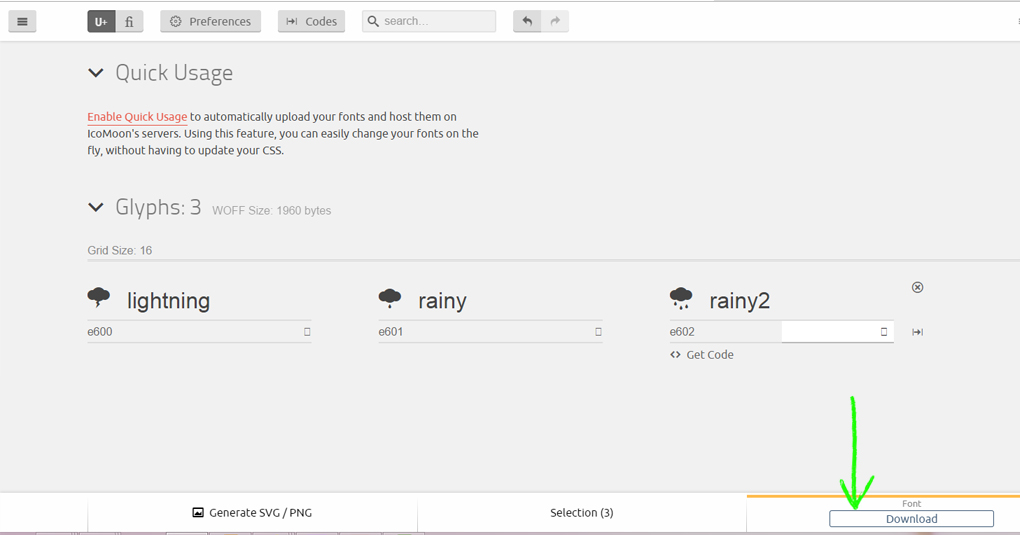 U+ fi Preferences Codes search...
Quick Usage
Enable Quick Usage to automatically upload your fonts and host them on
IcoMoon's servers. Using this feature, you can easily change your fonts on the
fly, without having to update your CSS.
Glyphs: 3 WOFF Size: 1960 bytes
Grid Size: 16
lightning rainy rainy2
e600 e601 e602
Get Code
Font
Generate SVG / PNG Selection (3)
Download